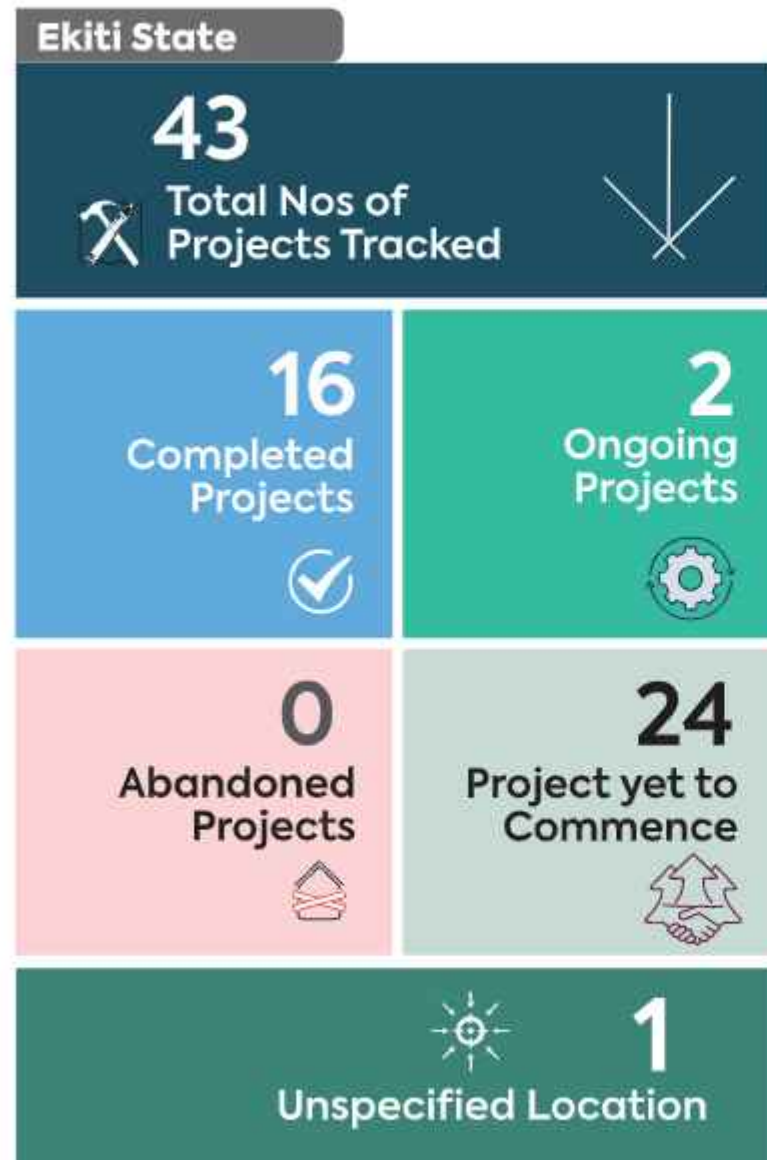 Ekiti State
43
Total Nos of
Projects Tracked
16
Completed
Projects
2
Ongoing
Projects
0
Abandoned
Projects
24
Project yet to
Commence
1
Unspecified Location